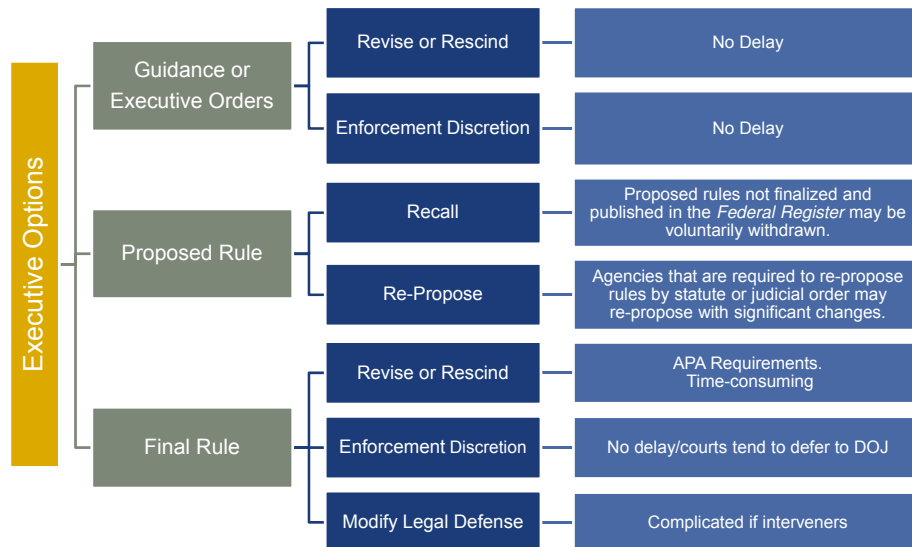 Executive Options
Guidance or
Executive Orders
Revise or Rescind
No Delay
Enforcement Discretion
No Delay
Proposed Rule
Recall
Proposed rules not finalized and
published in the Federal Register may be
voluntarily withdrawn.
Re-Propose
Agencies that are required to re-propose
rules by statute or judicial order may
re-propose with significant changes.
Final Rule
Revise or Rescind
APA Requirements.
Time-consuming
Enforcement Discretion
No delay/courts tend to defer to DOJ
Modify Legal Defense
Complicated if interveners